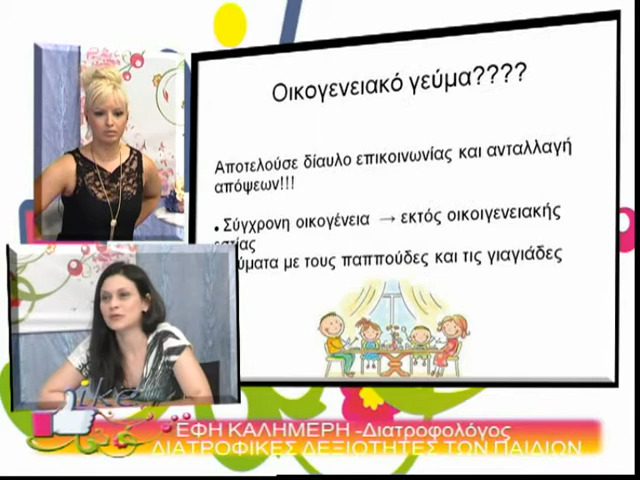 Οικογενειακό γεύμα????
Αποτελούσε δίαυλο επικοινωνίας και ανταλλαγή
απόψεων!!!
• Σύγχρονη οικογένεια → εκτός οικοιγενειακής
εστίας
με τους παππούδες και τις γιαγιάδες
like
ΕΦΗ ΚΑΛΗΜΕΡΗ -Διατροφολόγος
ΔΙΑΤΡΟΦΙΚΕΣ ΔΕΞΙΟΤΗΤΕΣ ΤΩΝ ΠΑΙΔΙΩΝ